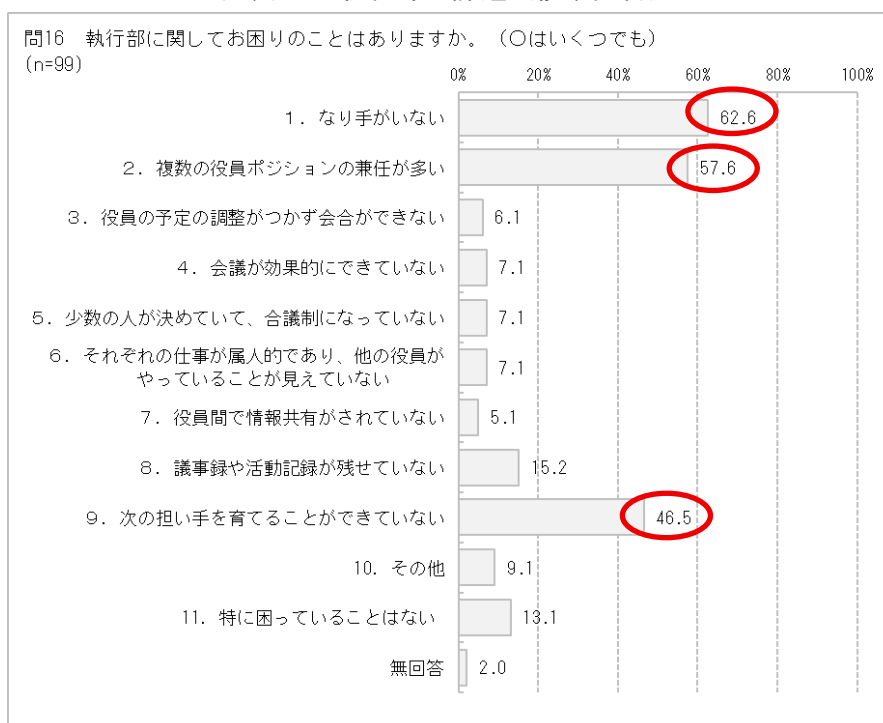 問16　執行部に関してお困りのことはありますか。（〇はいくつでも）
(n=99)
0% 20% 40% 60% 80% 100%
１．なり手がいない 62.6
２．複数の役員ポジションの兼任が多い 57.6
３．役員の予定の調整がつかず会合ができない 6.1
４．会議が効果的にできていない 7.1
５．少数の人が決めていて、合議制になっていない 7.1
６．それぞれの仕事が属人的であり、他の役員が
やっていることが見えていない 7.1
７．役員間で情報共有がされていない 5.1
８．議事録や活動記録が残せていない 15.2
９．次の担い手を育てることができていない 46.5
10．その他 9.1
11．特に困っていることはない 13.1
無回答 2.0